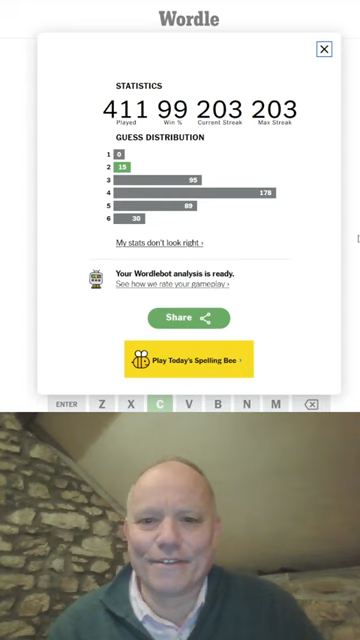 Wordle
STATISTICS
411 99 203 203
Played Win % Current Streak Max Streak
GUESS DISTRIBUTION
1 0
2 15
3 95
4 178
5 89
6 30
My stats don't look right ›
Your Wordlebot analysis is ready.
See how we rate your gameplay ›
Share
Play Today's Spelling Bee ›
ENTER Z X C V B N M